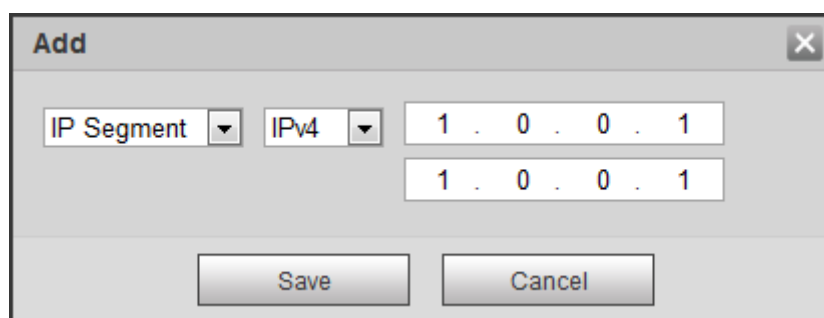 Add
IP Segment IPv4 1 . 0 . 0 . 1
1 . 0 . 0 . 1
Save Cancel